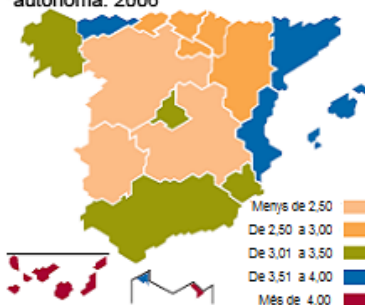 autònoma. 2006
Menys de 2,50
De 2,50 a 3,00
De 3,01 a 3,50
De 3,51 a 4,00
Més de 4,00